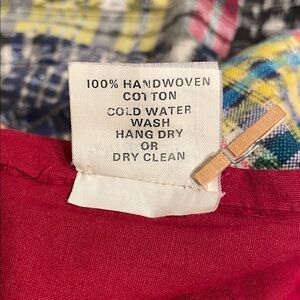 100% HANDWOVEN
COTTON
COLD WATER
WASH
HANG DRY
OR
DRY CLEAN